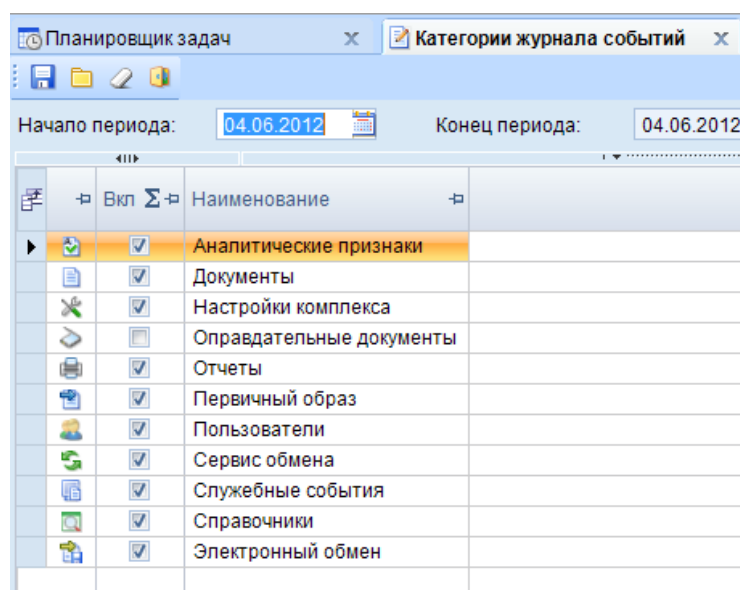 Планировщик задач x Категории журнала событий x
Начало периода: 04.06.2012 Конец периода: 04.06.2012
Вкл Σ Наименование
Аналитические признаки
Документы
Настройки комплекса
Оправдательные документы
Отчеты
Первичный образ
Пользователи
Сервис обмена
Служебные события
Справочники
Электронный обмен